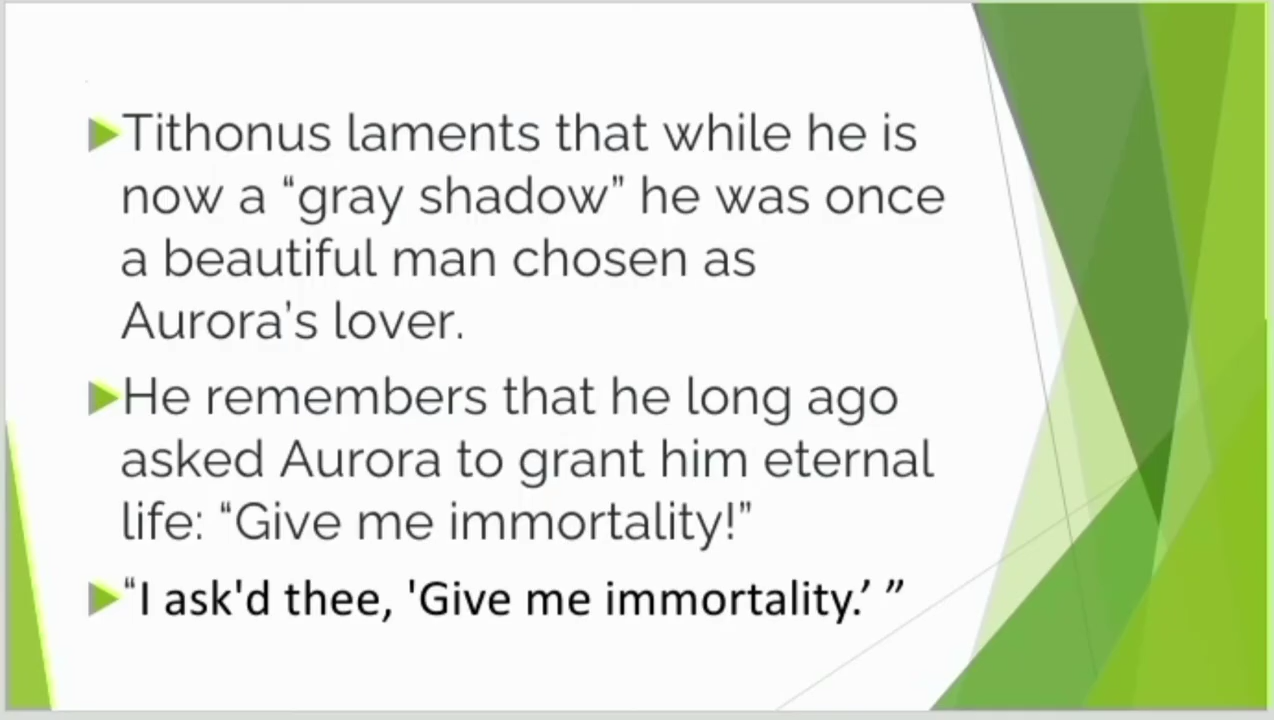 Tithonus laments that while he is
now a “gray shadow” he was once
a beautiful man chosen as
Aurora’s lover.
He remembers that he long ago
asked Aurora to grant him eternal
life: “Give me immortality!”
“I ask'd thee, 'Give me immortality.’ ”